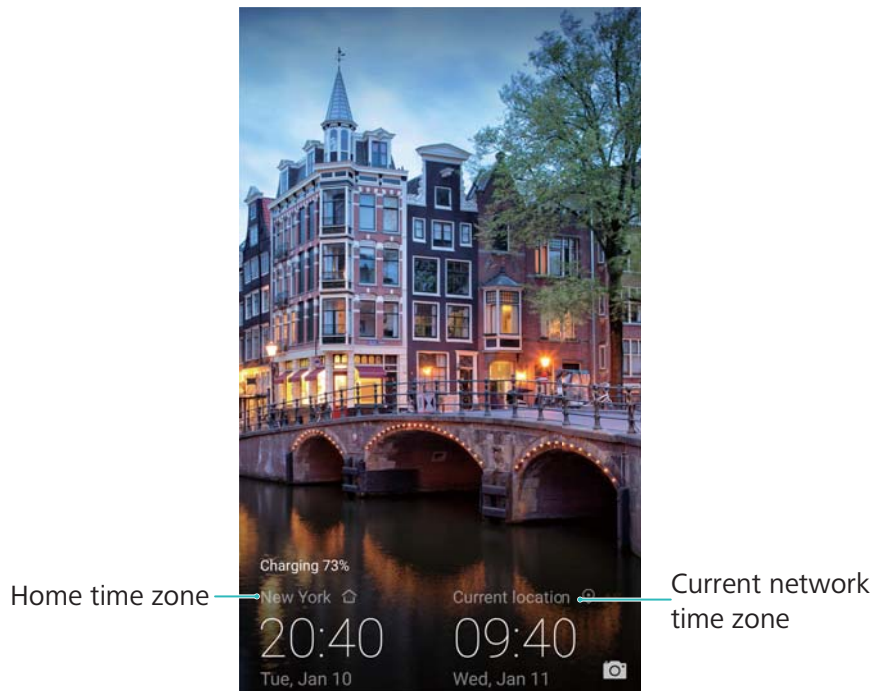 Charging 73%
Home time zone
New York
Current location
Current network
time zone
20:40
09:40
Tue, Jan 10
Wed, Jan 11